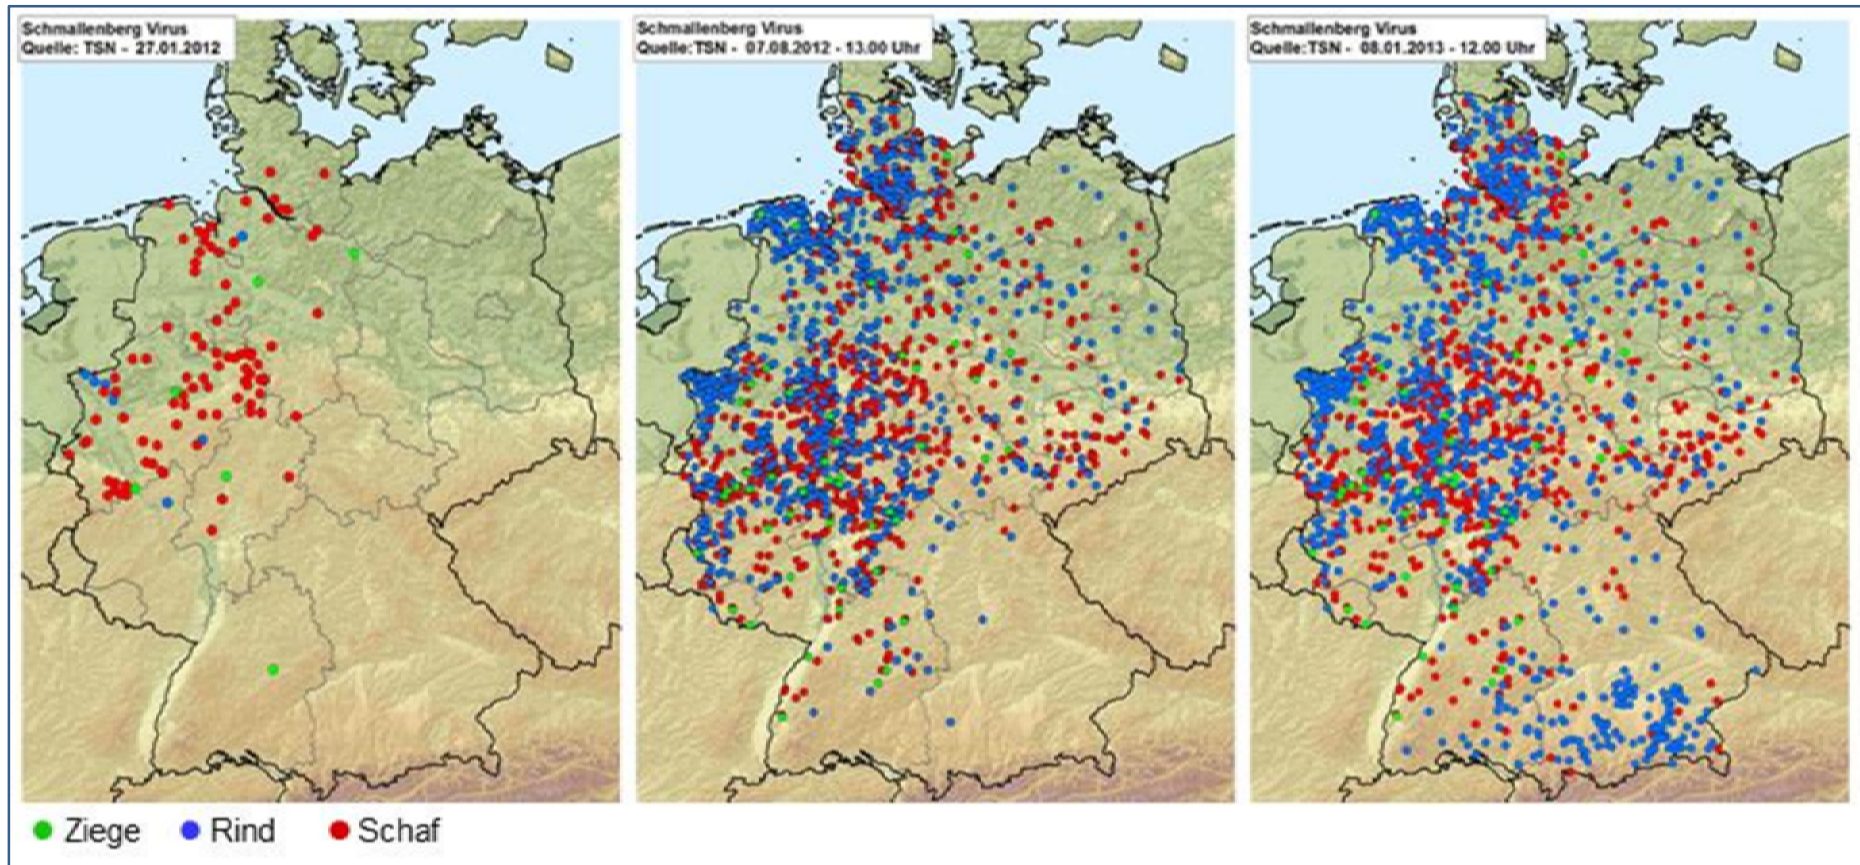 Schmallenberg Virus
Quelle: TSN - 27.01.2012
Schmallenberg Virus
Quelle:TSN - 07.08.2012 - 13.00 Uhr
Schmallenberg Virus
Quelle:TSN - 08.01.2013 - 12.00 Uhr
Ziege Rind Schaf